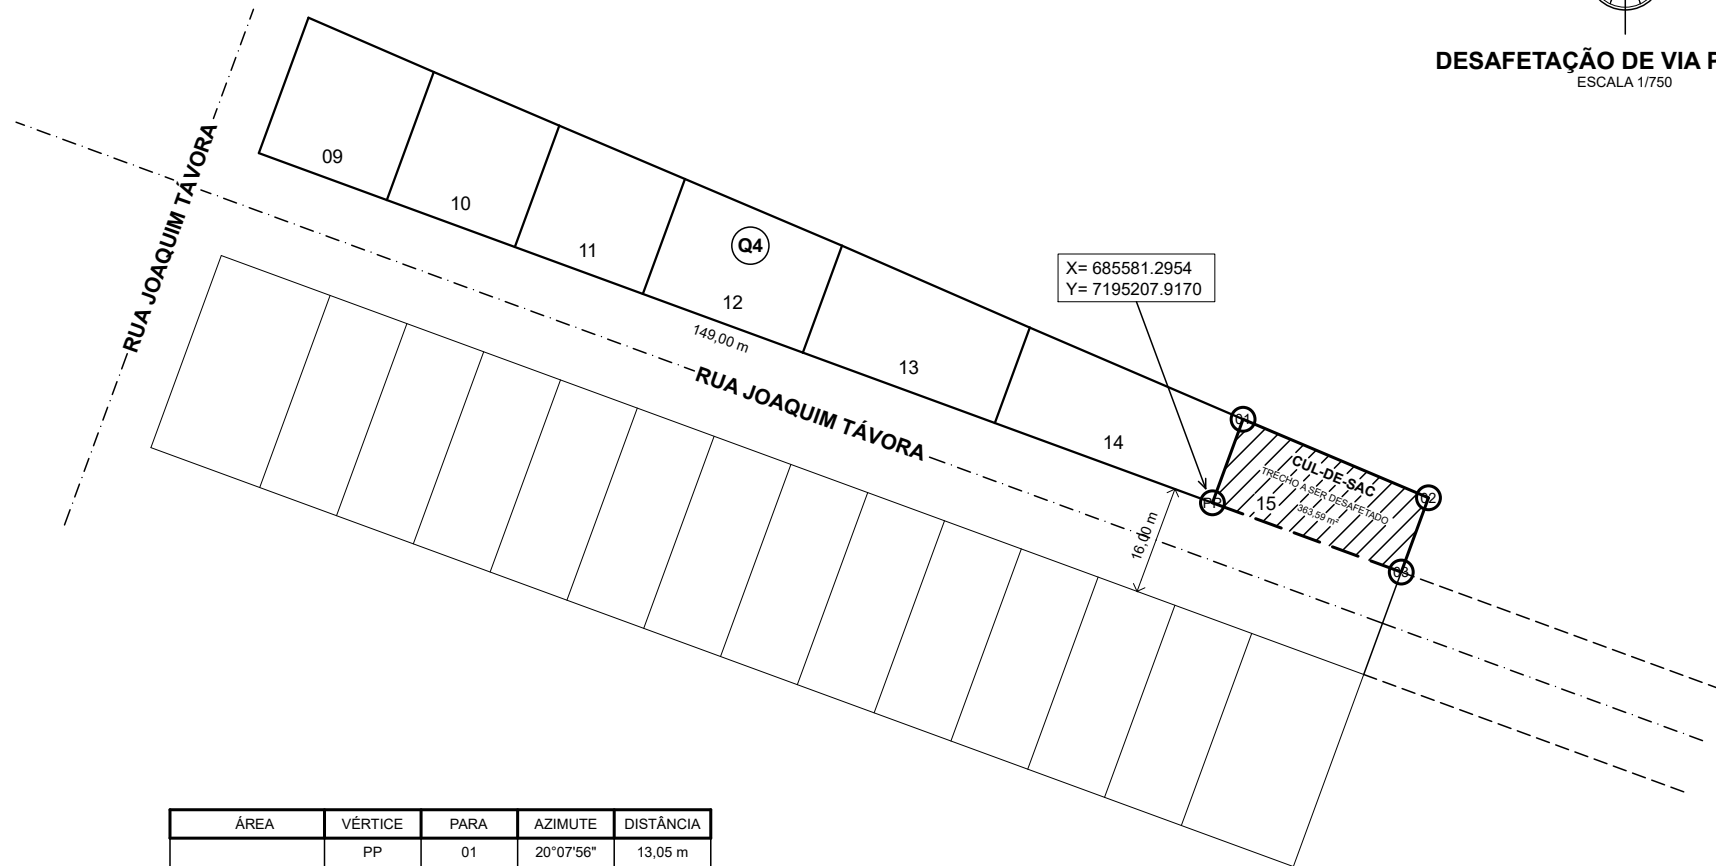 DESAFETAÇÃO DE VIA P
ESCALA 1/750
RUA JOAQUIM TÁVORA
09
10
11
Q4
12
149,00 m
RUA JOAQUIM TÁVORA
13
X= 685581.2954
Y= 7195207.9170
14
16,00 m
PP
01
02
03
CUL-DE-SAC
TRECHO A SER DESAFETADO
15
363,59 m²
ÁREA VÉRTICE PARA AZIMUTE DISTÂNCIA
PP 01 20°07'56" 13,05 m